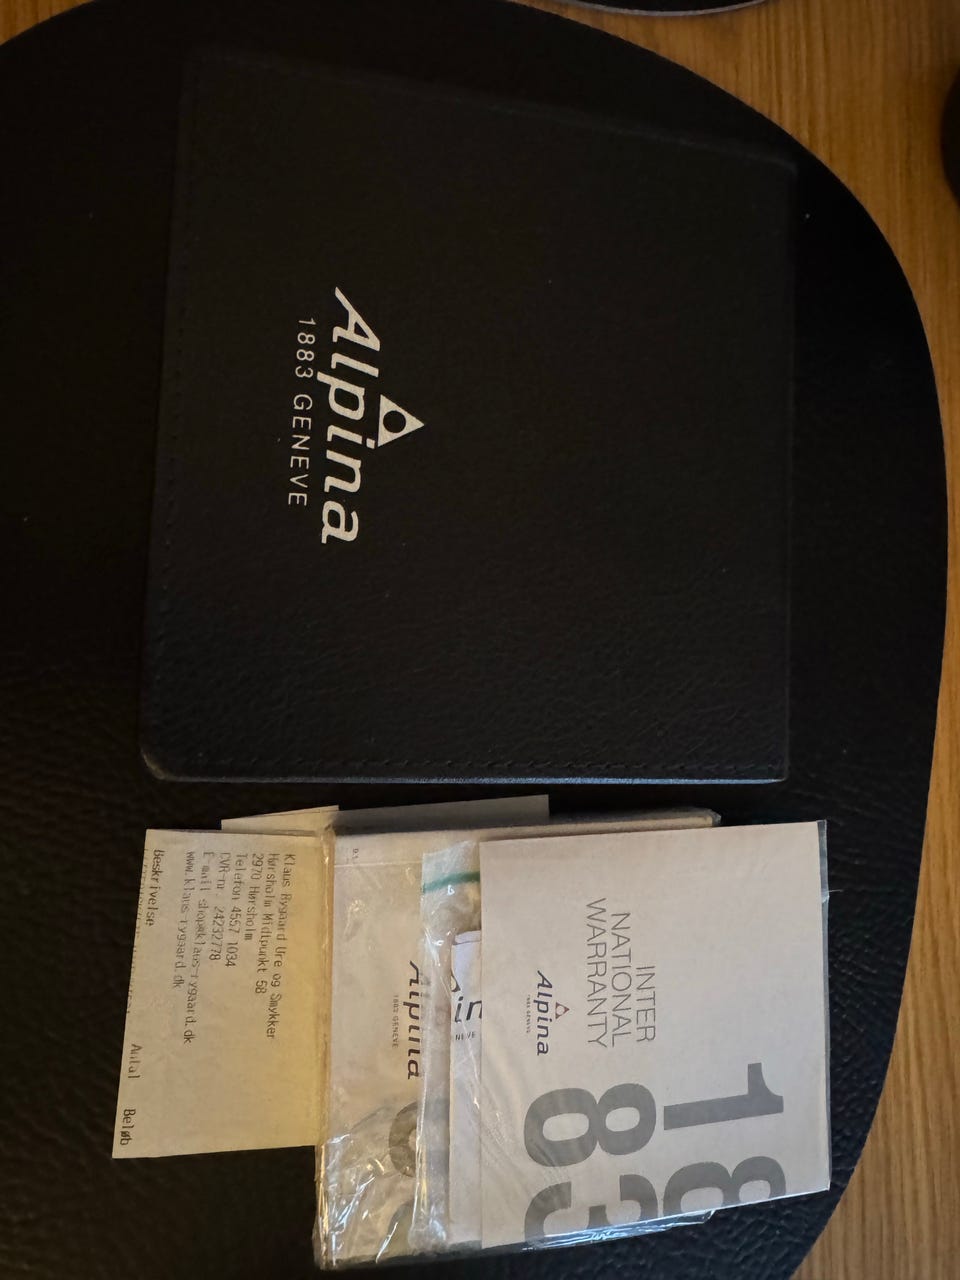 Alpina
1883 GENEVE
Klaus Rygaard Ure og Smykker
Hørsholm Midtpunkt 58
2970 Hørsholm
Telefon 4557 1034
CVR-nr. 24232778
E-mail shop@klaus-rygaard.dk
www.klaus-rygaard.dk
Beskrivelse Antal Beløb
Alpina
1883 GENEVE
in
INTER
NATIONAL
WARRANTY
Alpina
1883 GENEVE
18
83